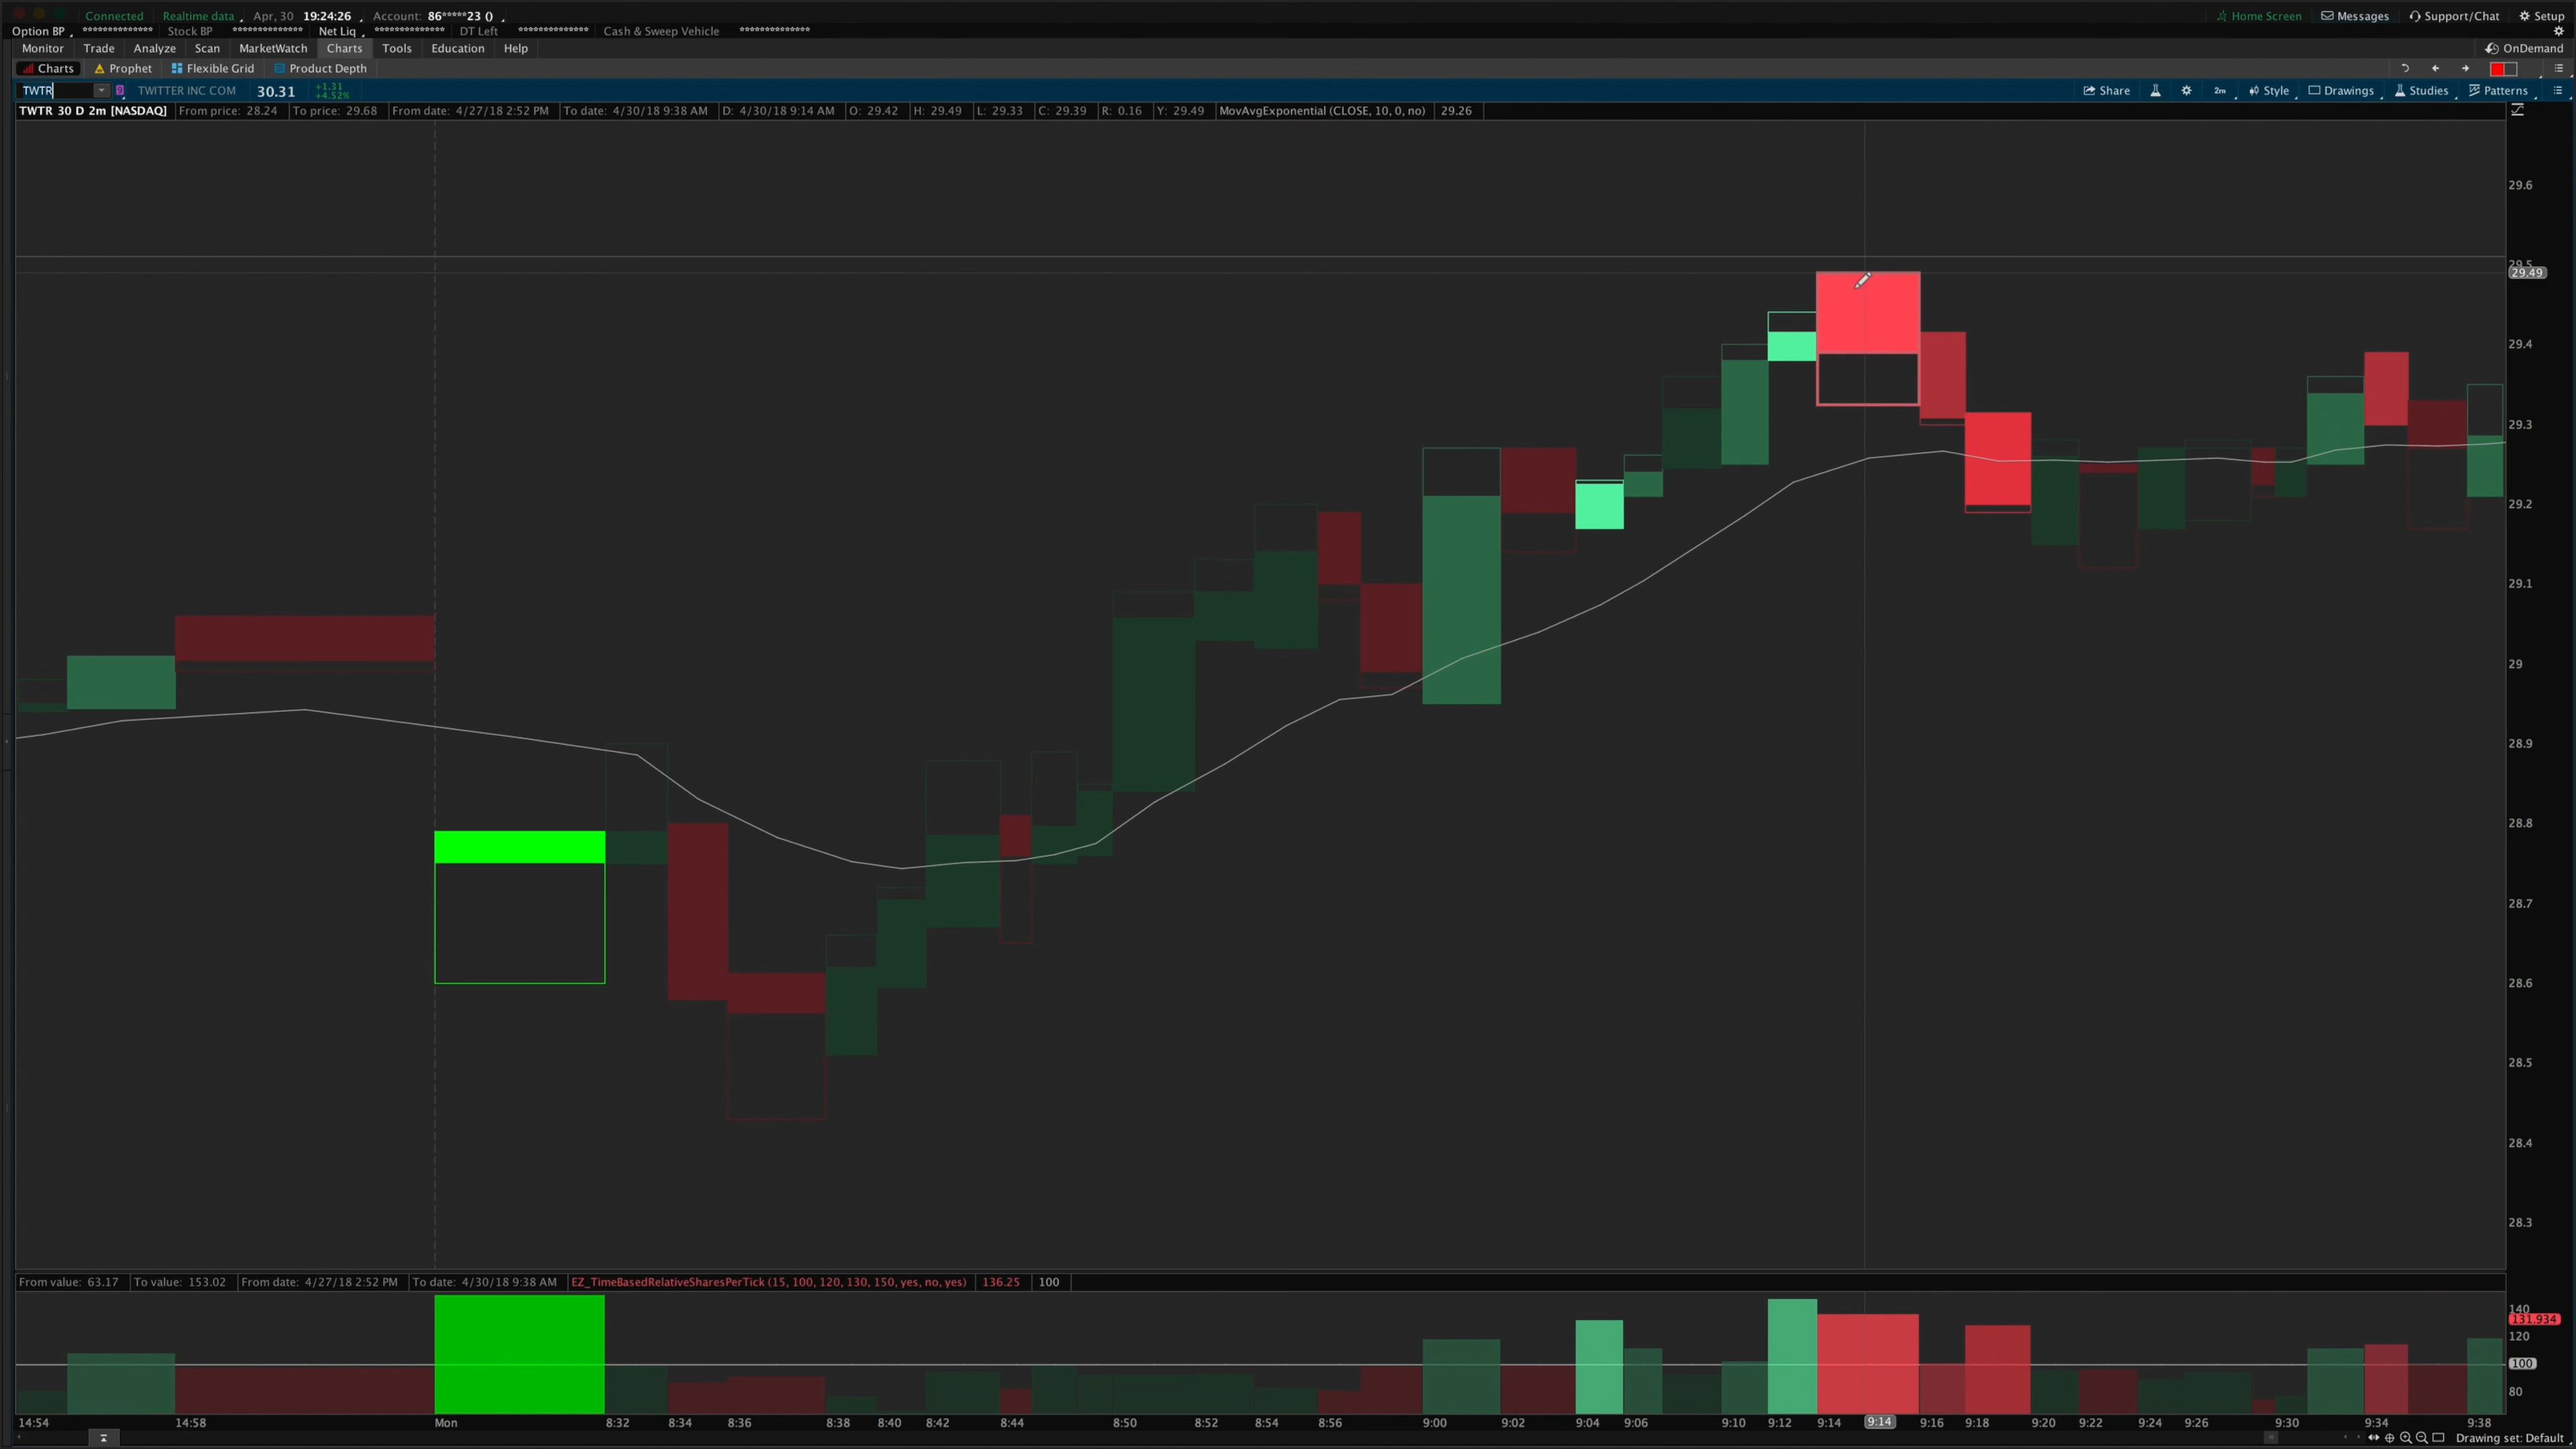 Connected Realtime data Apr, 30 19:24:26 Account: 86*****23 () Home Screen Messages Support/Chat Setup
Option BP ************** Stock BP ************** Net Liq ************** DT Left ************** Cash & Sweep Vehicle **************
Monitor Trade Analyze Scan MarketWatch Charts Tools Education Help OnDemand
Charts Prophet Flexible Grid Product Depth
TWTR 9 TWITTER INC COM 30.31 +1.31 Share 2m Style Drawings Studies Patterns
+4.52%
TWTR 30 D 2m [NASDAQ] From price: 28.24 To price: 29.68 From date: 4/27/18 2:52 PM To date: 4/30/18 9:38 AM D: 4/30/18 9:14 AM O: 29.42 H: 29.49 L: 29.33 C: 29.39 R: 0.16 Y: 29.49 MovAvgExponential (CLOSE, 10, 0, no) 29.26
29.6
29.5
29.49
29.4
29.3
29.2
29.1
29
28.9
28.8
28.7
28.6
28.5
28.4
28.3
From value: 63.17 To value: 153.02 From date: 4/27/18 2:52 PM To date: 4/30/18 9:38 AM EZ_TimeBasedRelativeSharesPerTick (15, 100, 120, 130, 150, yes, no, yes) 136.25 100
140
131.934
120
100
80
14:54 14:58 Mon 8:32 8:34 8:36 8:38 8:40 8:42 8:44 8:50 8:52 8:54 8:56 9:00 9:02 9:04 9:06 9:10 9:12 9:14 9:14 9:16 9:18 9:20 9:22 9:24 9:26 9:30 9:34 9:38
Drawing set: Default